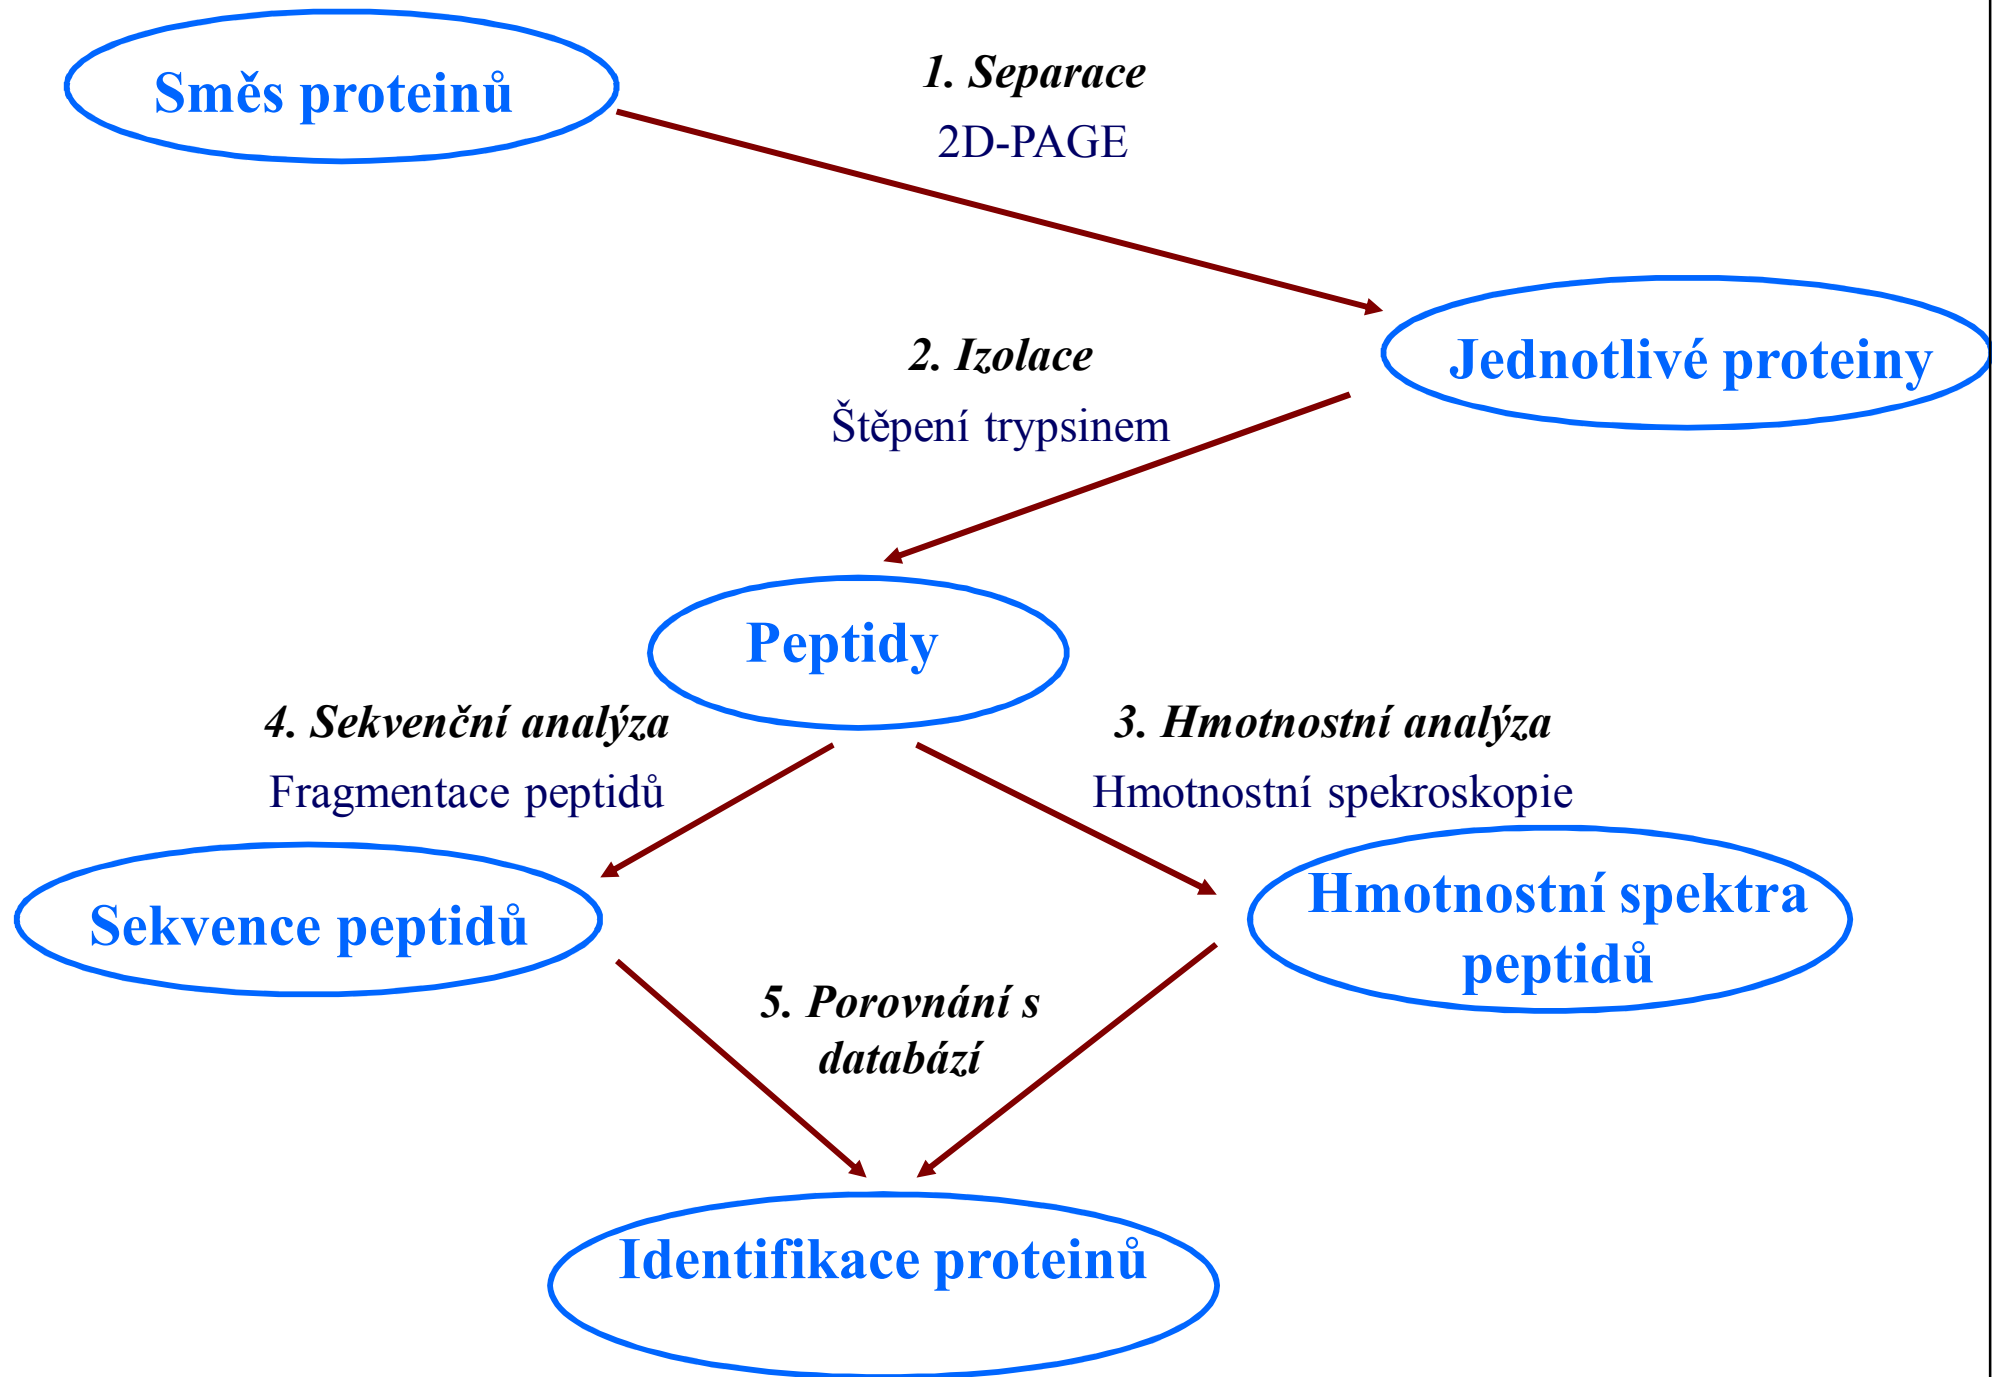 Směs proteinů
1. Separace
2D-PAGE
Jednotlivé proteiny
2. Izolace
Štěpení trypsinem
Peptidy
4. Sekvenční analýza
Fragmentace peptidů
3. Hmotnostní analýza
Hmotnostní spekroskopie
Sekvence peptidů
Hmotnostní spektra
peptidů
5. Porovnání s
databází
Identifikace proteinů